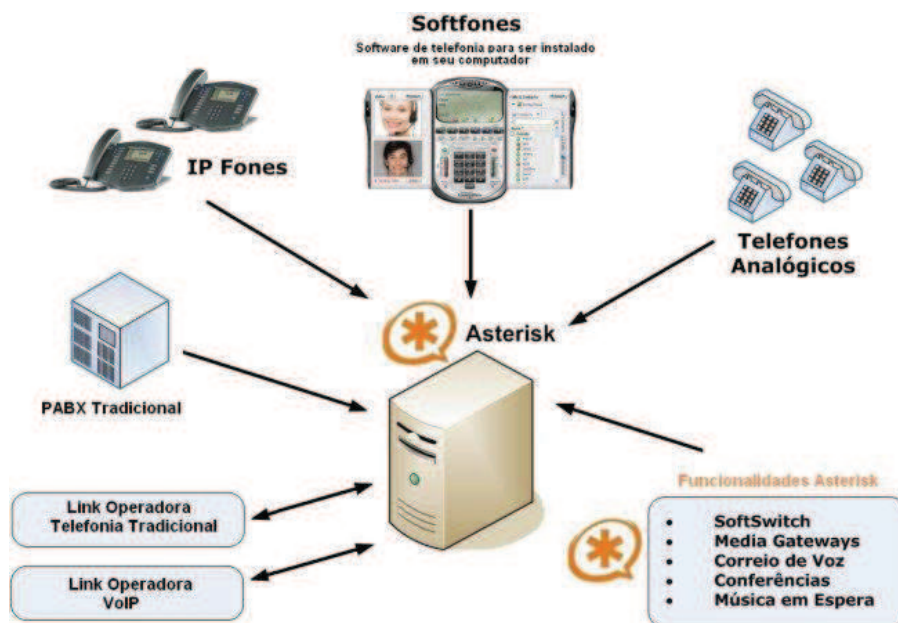 Softfones
Software de telefonia para ser instalado
em seu computador
IP Fones
Telefones
Analógicos
Asterisk
PABX Tradicional
Link Operadora
Telefonia Tradicional
Link Operadora
VoIP
Funcionalidades Asterisk
• SoftSwitch
• Media Gateways
• Correio de Voz
• Conferências
• Música em Espera